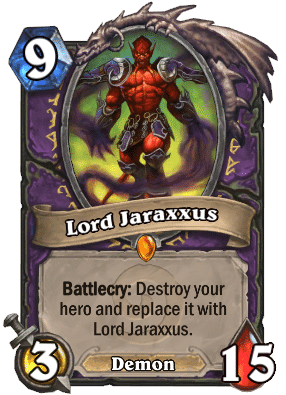 9
Lord Jaraxxus
Battlecry: Destroy your
hero and replace it with
Lord Jaraxxus.
3
Demon
15